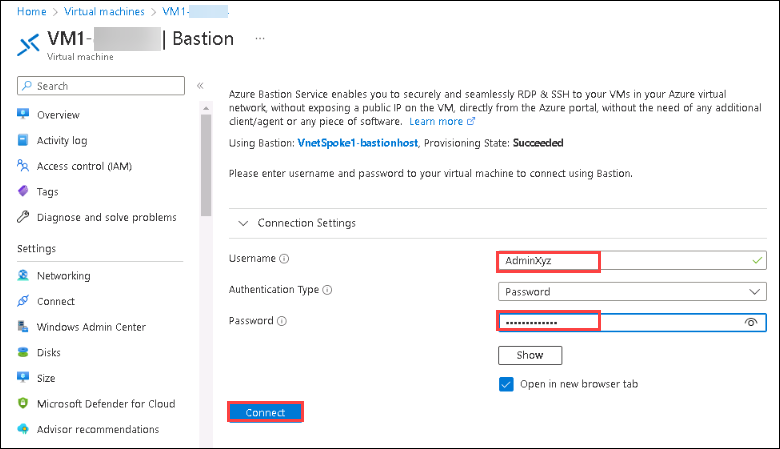 Home > Virtual machines > VM1-
VM1- | Bastion ...
Virtual machine
Search
«
Overview
Activity log
Access control (IAM)
Tags
Diagnose and solve problems
Settings
Networking
Connect
Windows Admin Center
Disks
Size
Microsoft Defender for Cloud
Advisor recommendations
Azure Bastion Service enables you to securely and seamlessly RDP & SSH to your VMs in your Azure virtual
network, without exposing a public IP on the VM, directly from the Azure portal, without the need of any additional
client/agent or any piece of software. Learn more
Using Bastion: VnetSpoke1-bastionhost, Provisioning State: Succeeded
Please enter username and password to your virtual machine to connect using Bastion.
Connection Settings
Username
AdminXyz
Authentication Type
Password
Password
•••••••••••••
Show
Open in new browser tab
Connect